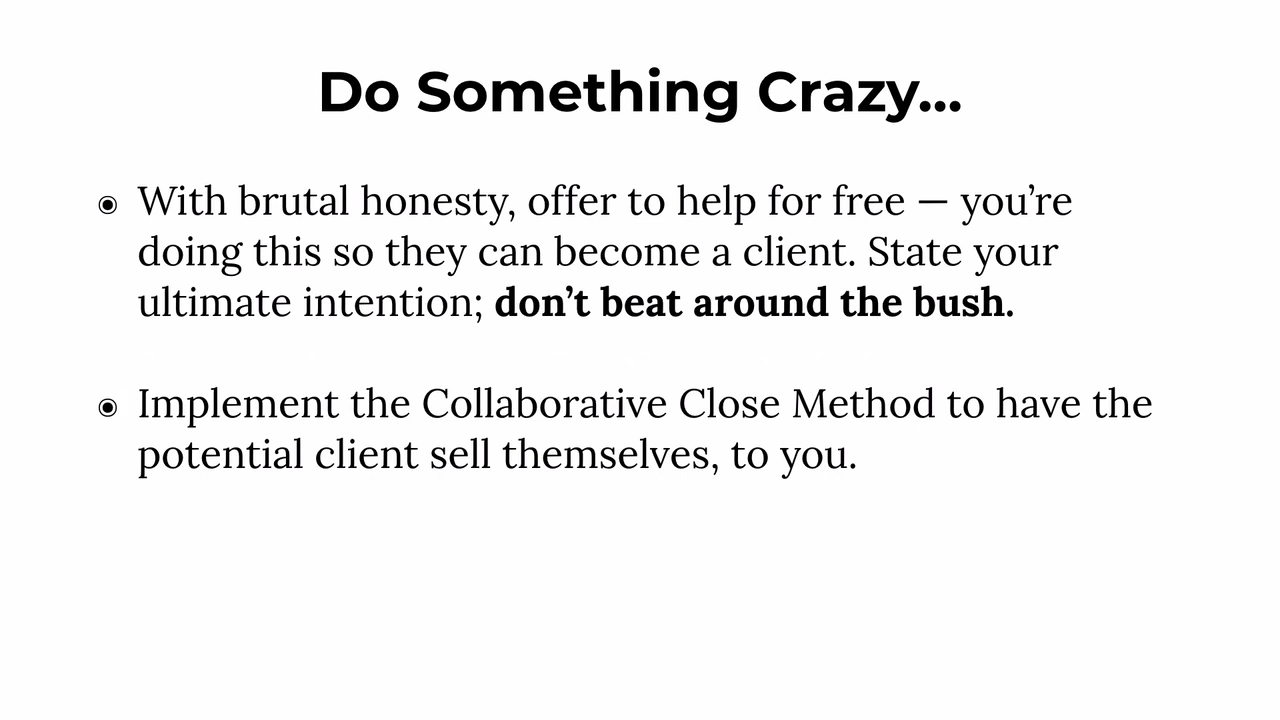 Do Something Crazy...
◉ With brutal honesty, offer to help for free — you’re
doing this so they can become a client. State your
ultimate intention; don’t beat around the bush.
◉ Implement the Collaborative Close Method to have the
potential client sell themselves, to you.